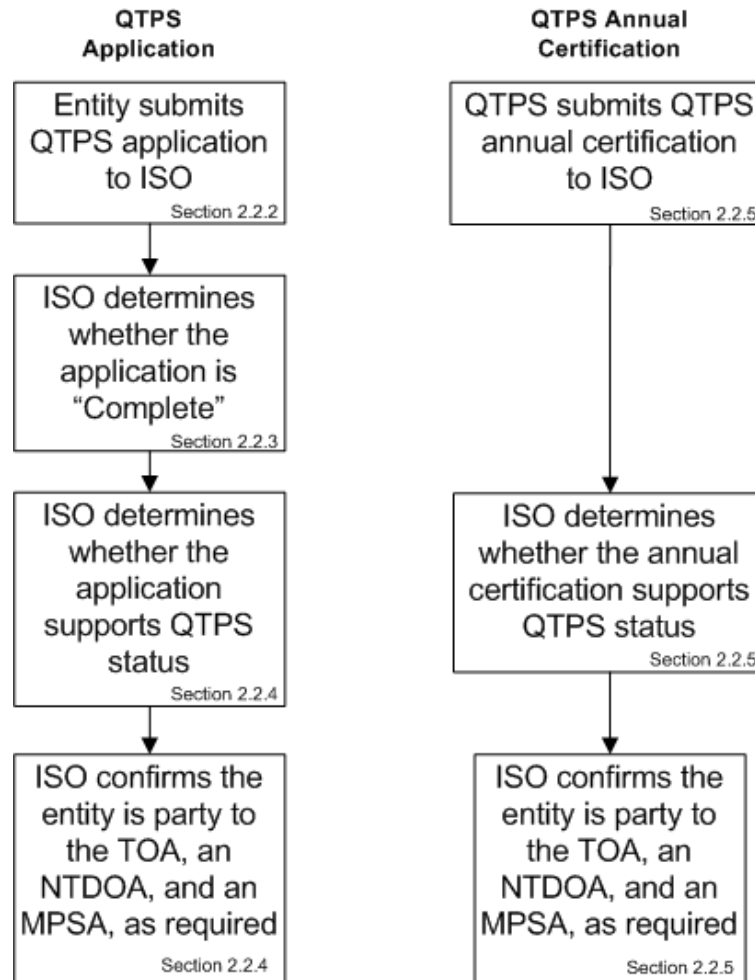 QTPS
Application
Entity submits
QTPS application
to ISO
Section 2.2.2
ISO determines
whether the
application is
“Complete”
Section 2.2.3
ISO determines
whether the
application
supports QTPS
status
Section 2.2.4
ISO confirms the
entity is party to
the TOA, an
NTDOA, and an
MPSA, as required
Section 2.2.4
QTPS Annual
Certification
QTPS submits QTPS
annual certification
to ISO
Section 2.2.5
ISO determines
whether the annual
certification supports
QTPS status
Section 2.2.5
ISO confirms the
entity is party to
the TOA, an
NTDOA, and an
MPSA, as required
Section 2.2.5